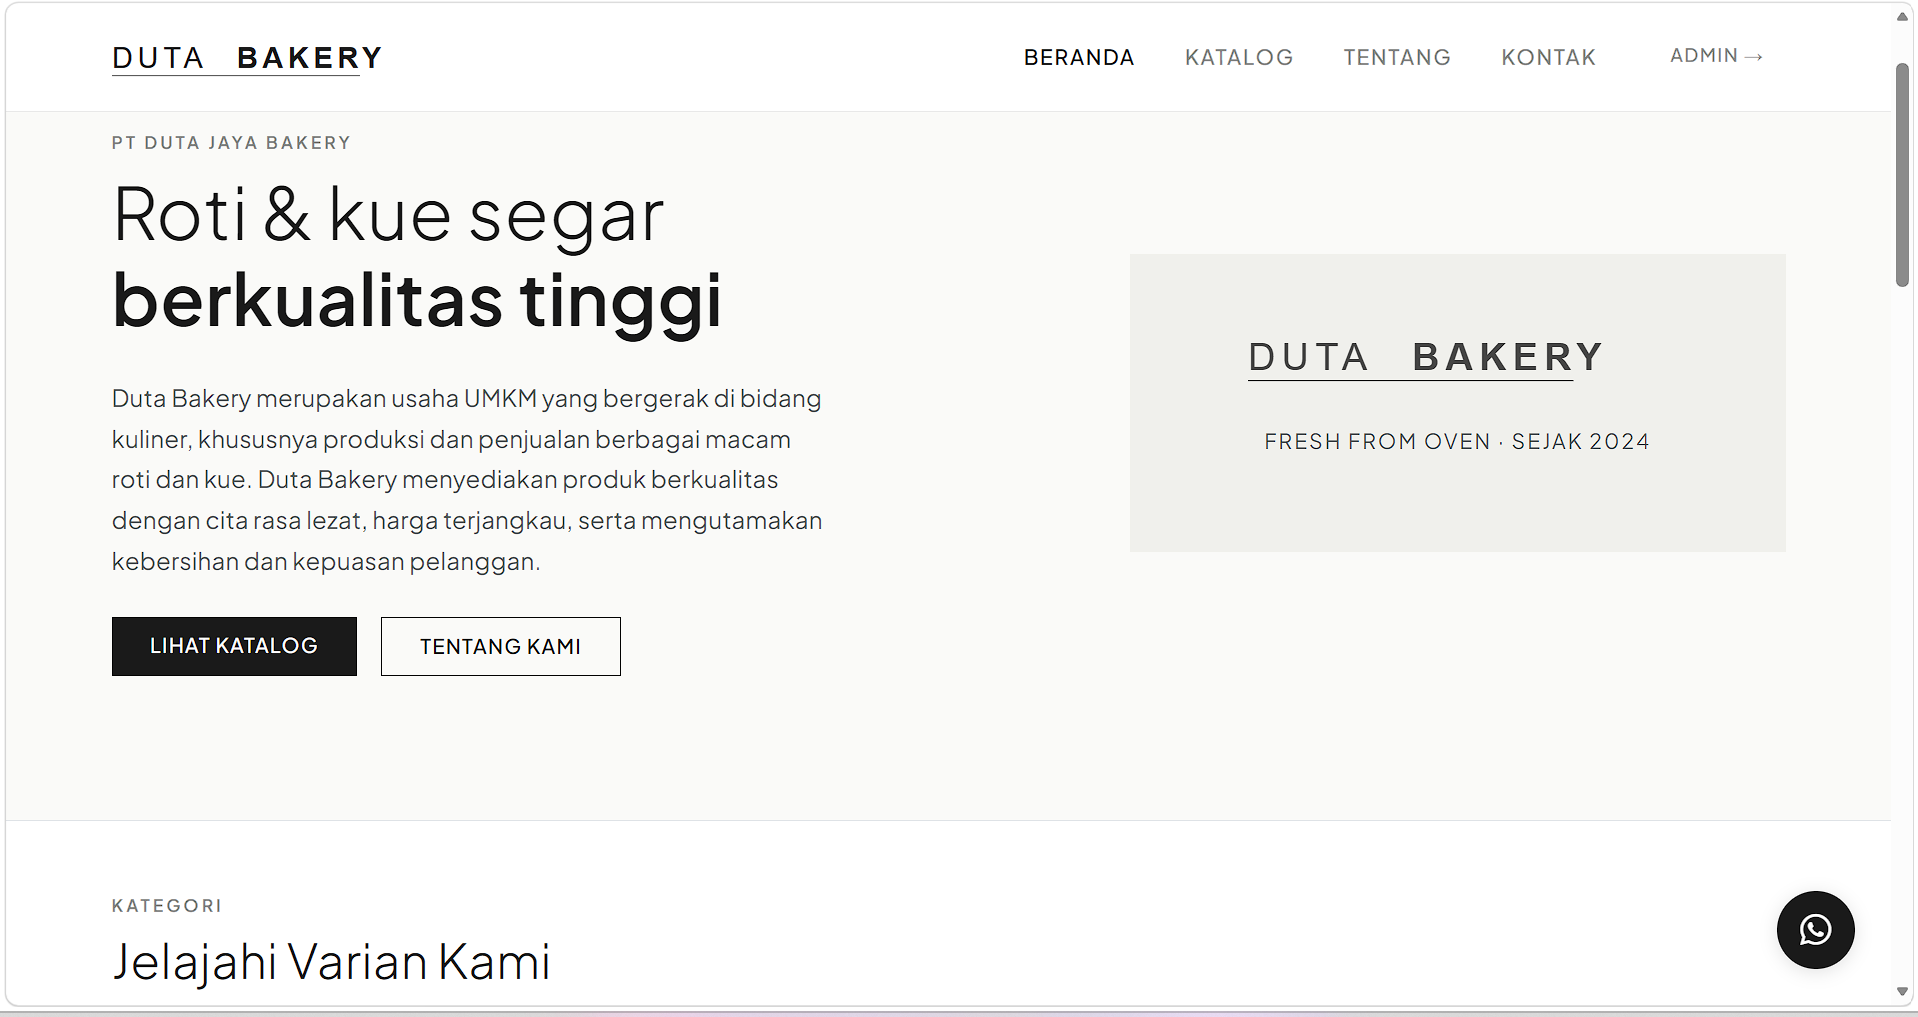 DUTA BAKERY
BERANDA
KATALOG
TENTANG
KONTAK
ADMIN →
PT DUTA JAYA BAKERY
Roti & kue segar
berkualitas tinggi
Duta Bakery merupakan usaha UMKM yang bergerak di bidang
kuliner, khususnya produksi dan penjualan berbagai macam
roti dan kue. Duta Bakery menyediakan produk berkualitas
dengan cita rasa lezat, harga terjangkau, serta mengutamakan
kebersihan dan kepuasan pelanggan.
LIHAT KATALOG
TENTANG KAMI
DUTA BAKERY
FRESH FROM OVEN · SEJAK 2024
KATEGORI
Jelajahi Varian Kami